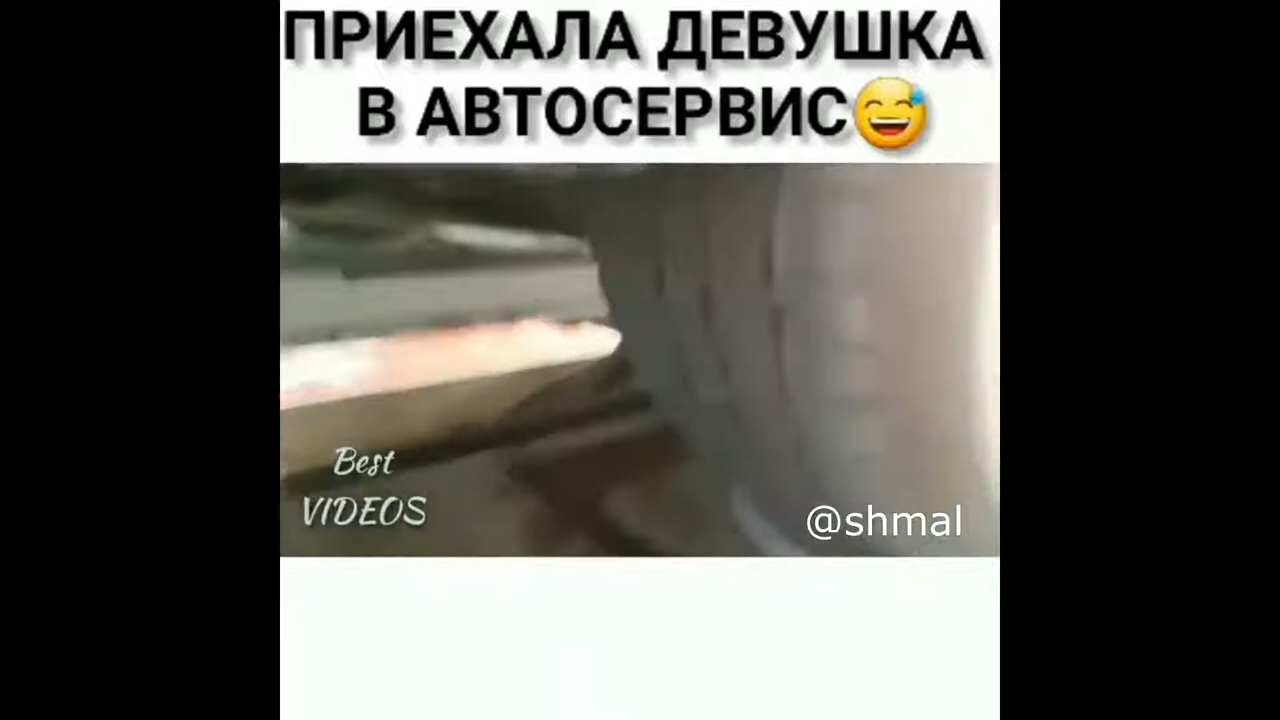 ПРИЕХАЛА ДЕВУШКА
В АВТОСЕРВИС😅
Best
VIDEOS
@shmal